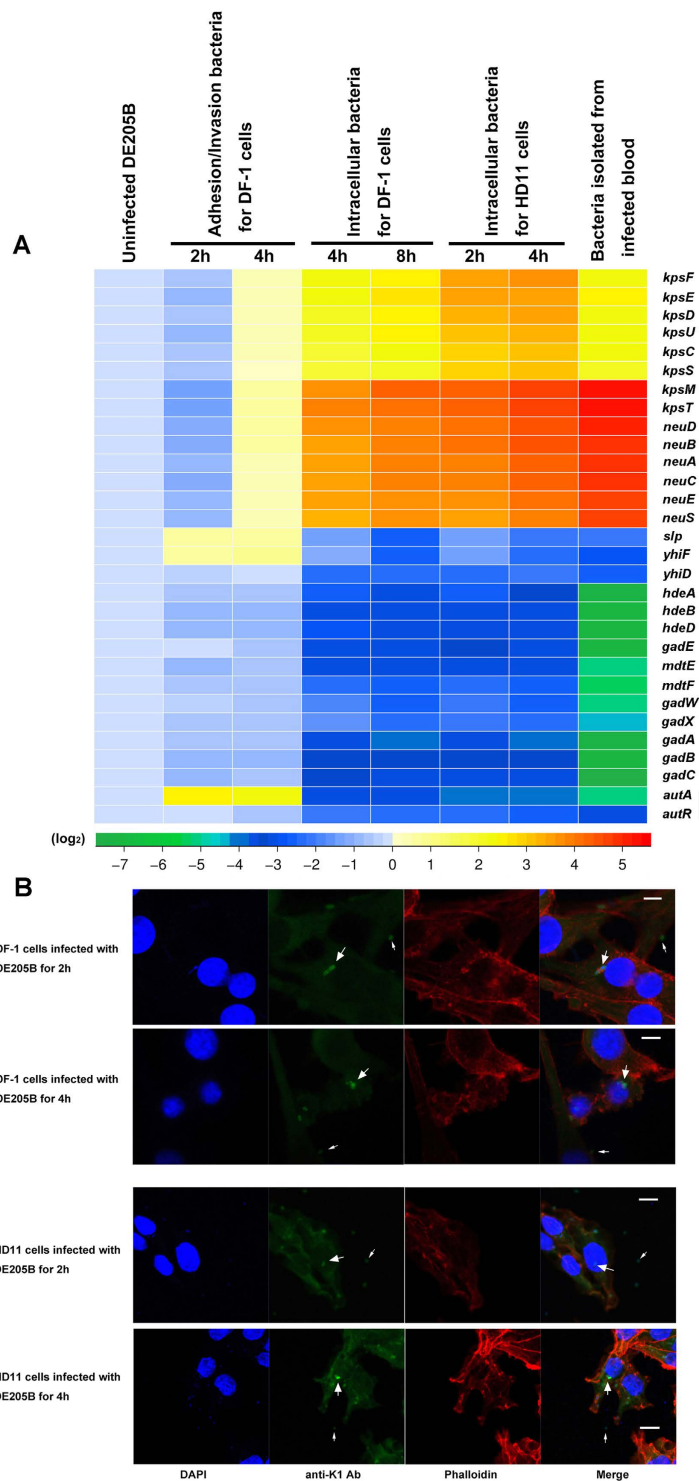 Uninfected DE205B
Adhesion/Invasion bacteria
for DF-1 cells
Intracellular bacteria
for DF-1 cells
Intracellular bacteria
for HD11 cells
Bacteria isolated from
infected blood
A
2h 4h 4h 8h 2h 4h
kpsF
kpsE
kpsD
kpsU
kpsC
kpsS
kpsM
kpsT
neuD
neuB
neuA
neuC
neuE
neuS
slp
yhiF
yhiD
hdeA
hdeB
hdeD
gadE
mdtE
mdtF
gadW
gadX
gadA
gadB
gadC
autA
autR
(log₂)
−7 −6 −5 −4 −3 −2 −1 0 1 2 3 4 5
B
DF-1 cells infected with
DE205B for 2h
DF-1 cells infected with
DE205B for 4h
HD11 cells infected with
DE205B for 2h
HD11 cells infected with
DE205B for 4h
DAPI anti-K1 Ab Phalloidin Merge